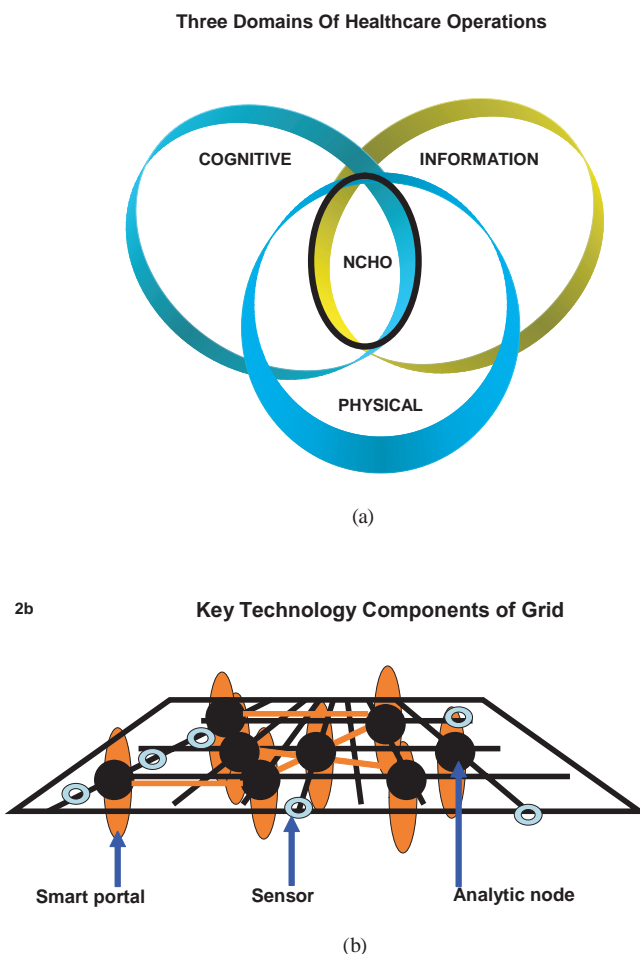 Three Domains Of Healthcare Operations
COGNITIVE
INFORMATION
NCHO
PHYSICAL
(a)
2b
Key Technology Components of Grid
Smart portal
Sensor
Analytic node
(b)